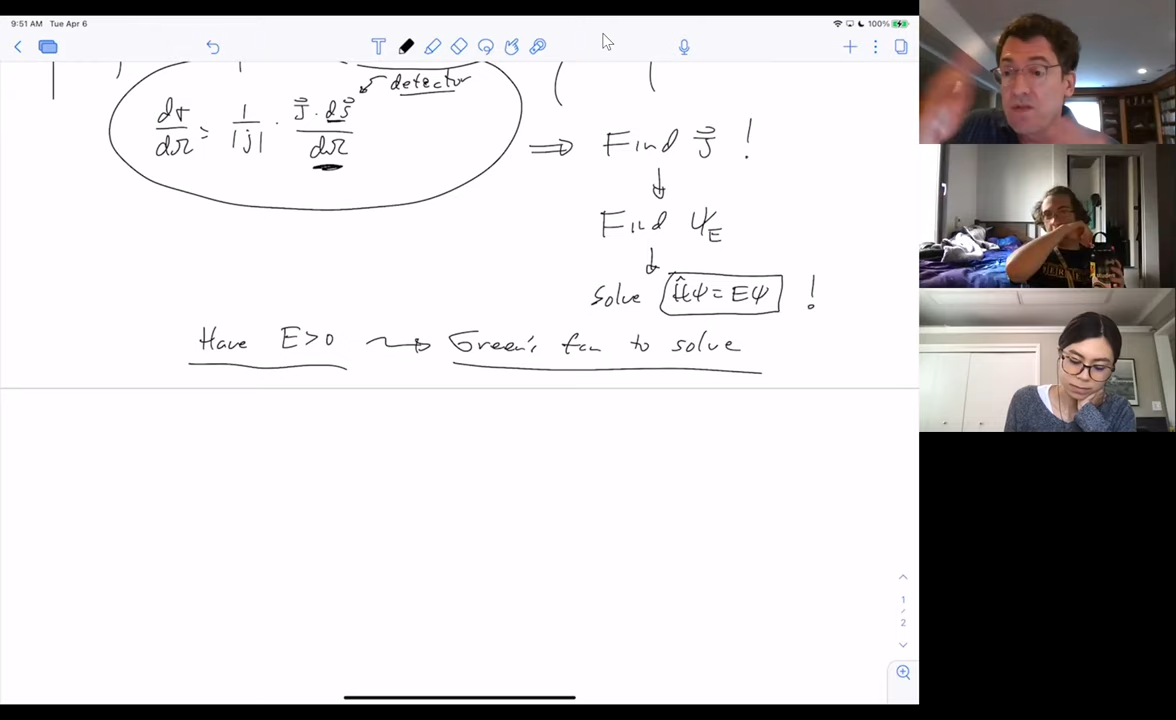 9:51 AM Tue Apr 6
100%
T
detector
dσ/dΩ = 1/|j| · J⃗ · dS⃗/dΩ
⇒ Find J⃗ !
↓
Find Ψ_E
↓
solve ĤΨ = EΨ !
Have E>0 → Green's fcn to solve
1
/
2